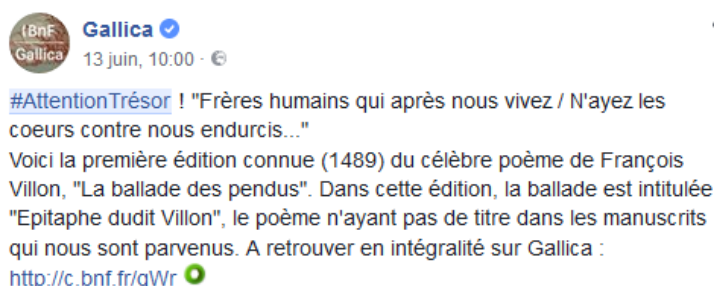 {BnF
Gallica
Gallica
13 juin, 10:00 ·
#AttentionTrésor ! "Frères humains qui après nous vivez / N'ayez les
coeurs contre nous endurcis..."
Voici la première édition connue (1489) du célèbre poème de François
Villon, "La ballade des pendus". Dans cette édition, la ballade est intitulée
"Epitaphe dudit Villon", le poème n'ayant pas de titre dans les manuscrits
qui nous sont parvenus. A retrouver en intégralité sur Gallica :
http://c.bnf.fr/qWr